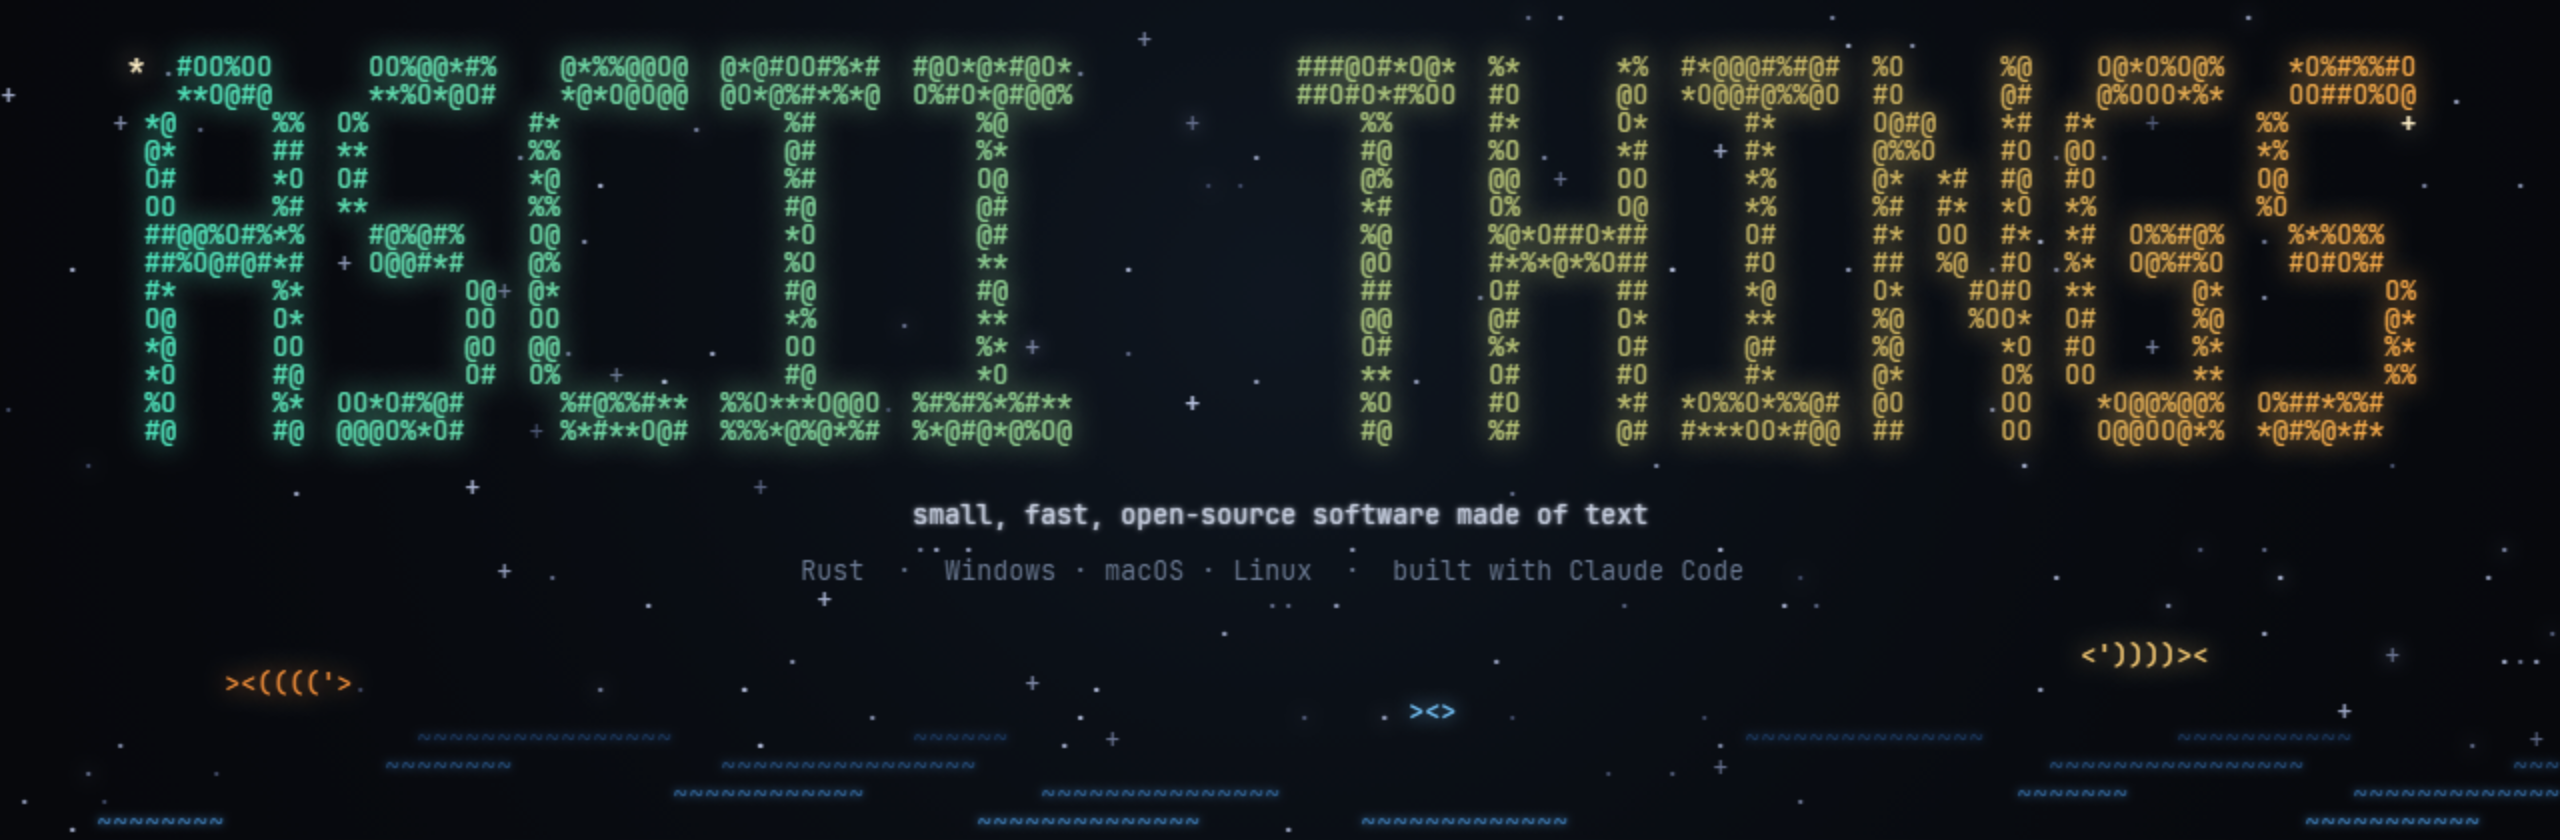 ASCII THINGS
small, fast, open-source software made of text
Rust · Windows · macOS · Linux · built with Claude Code
><(((('>
<'))))><
><>